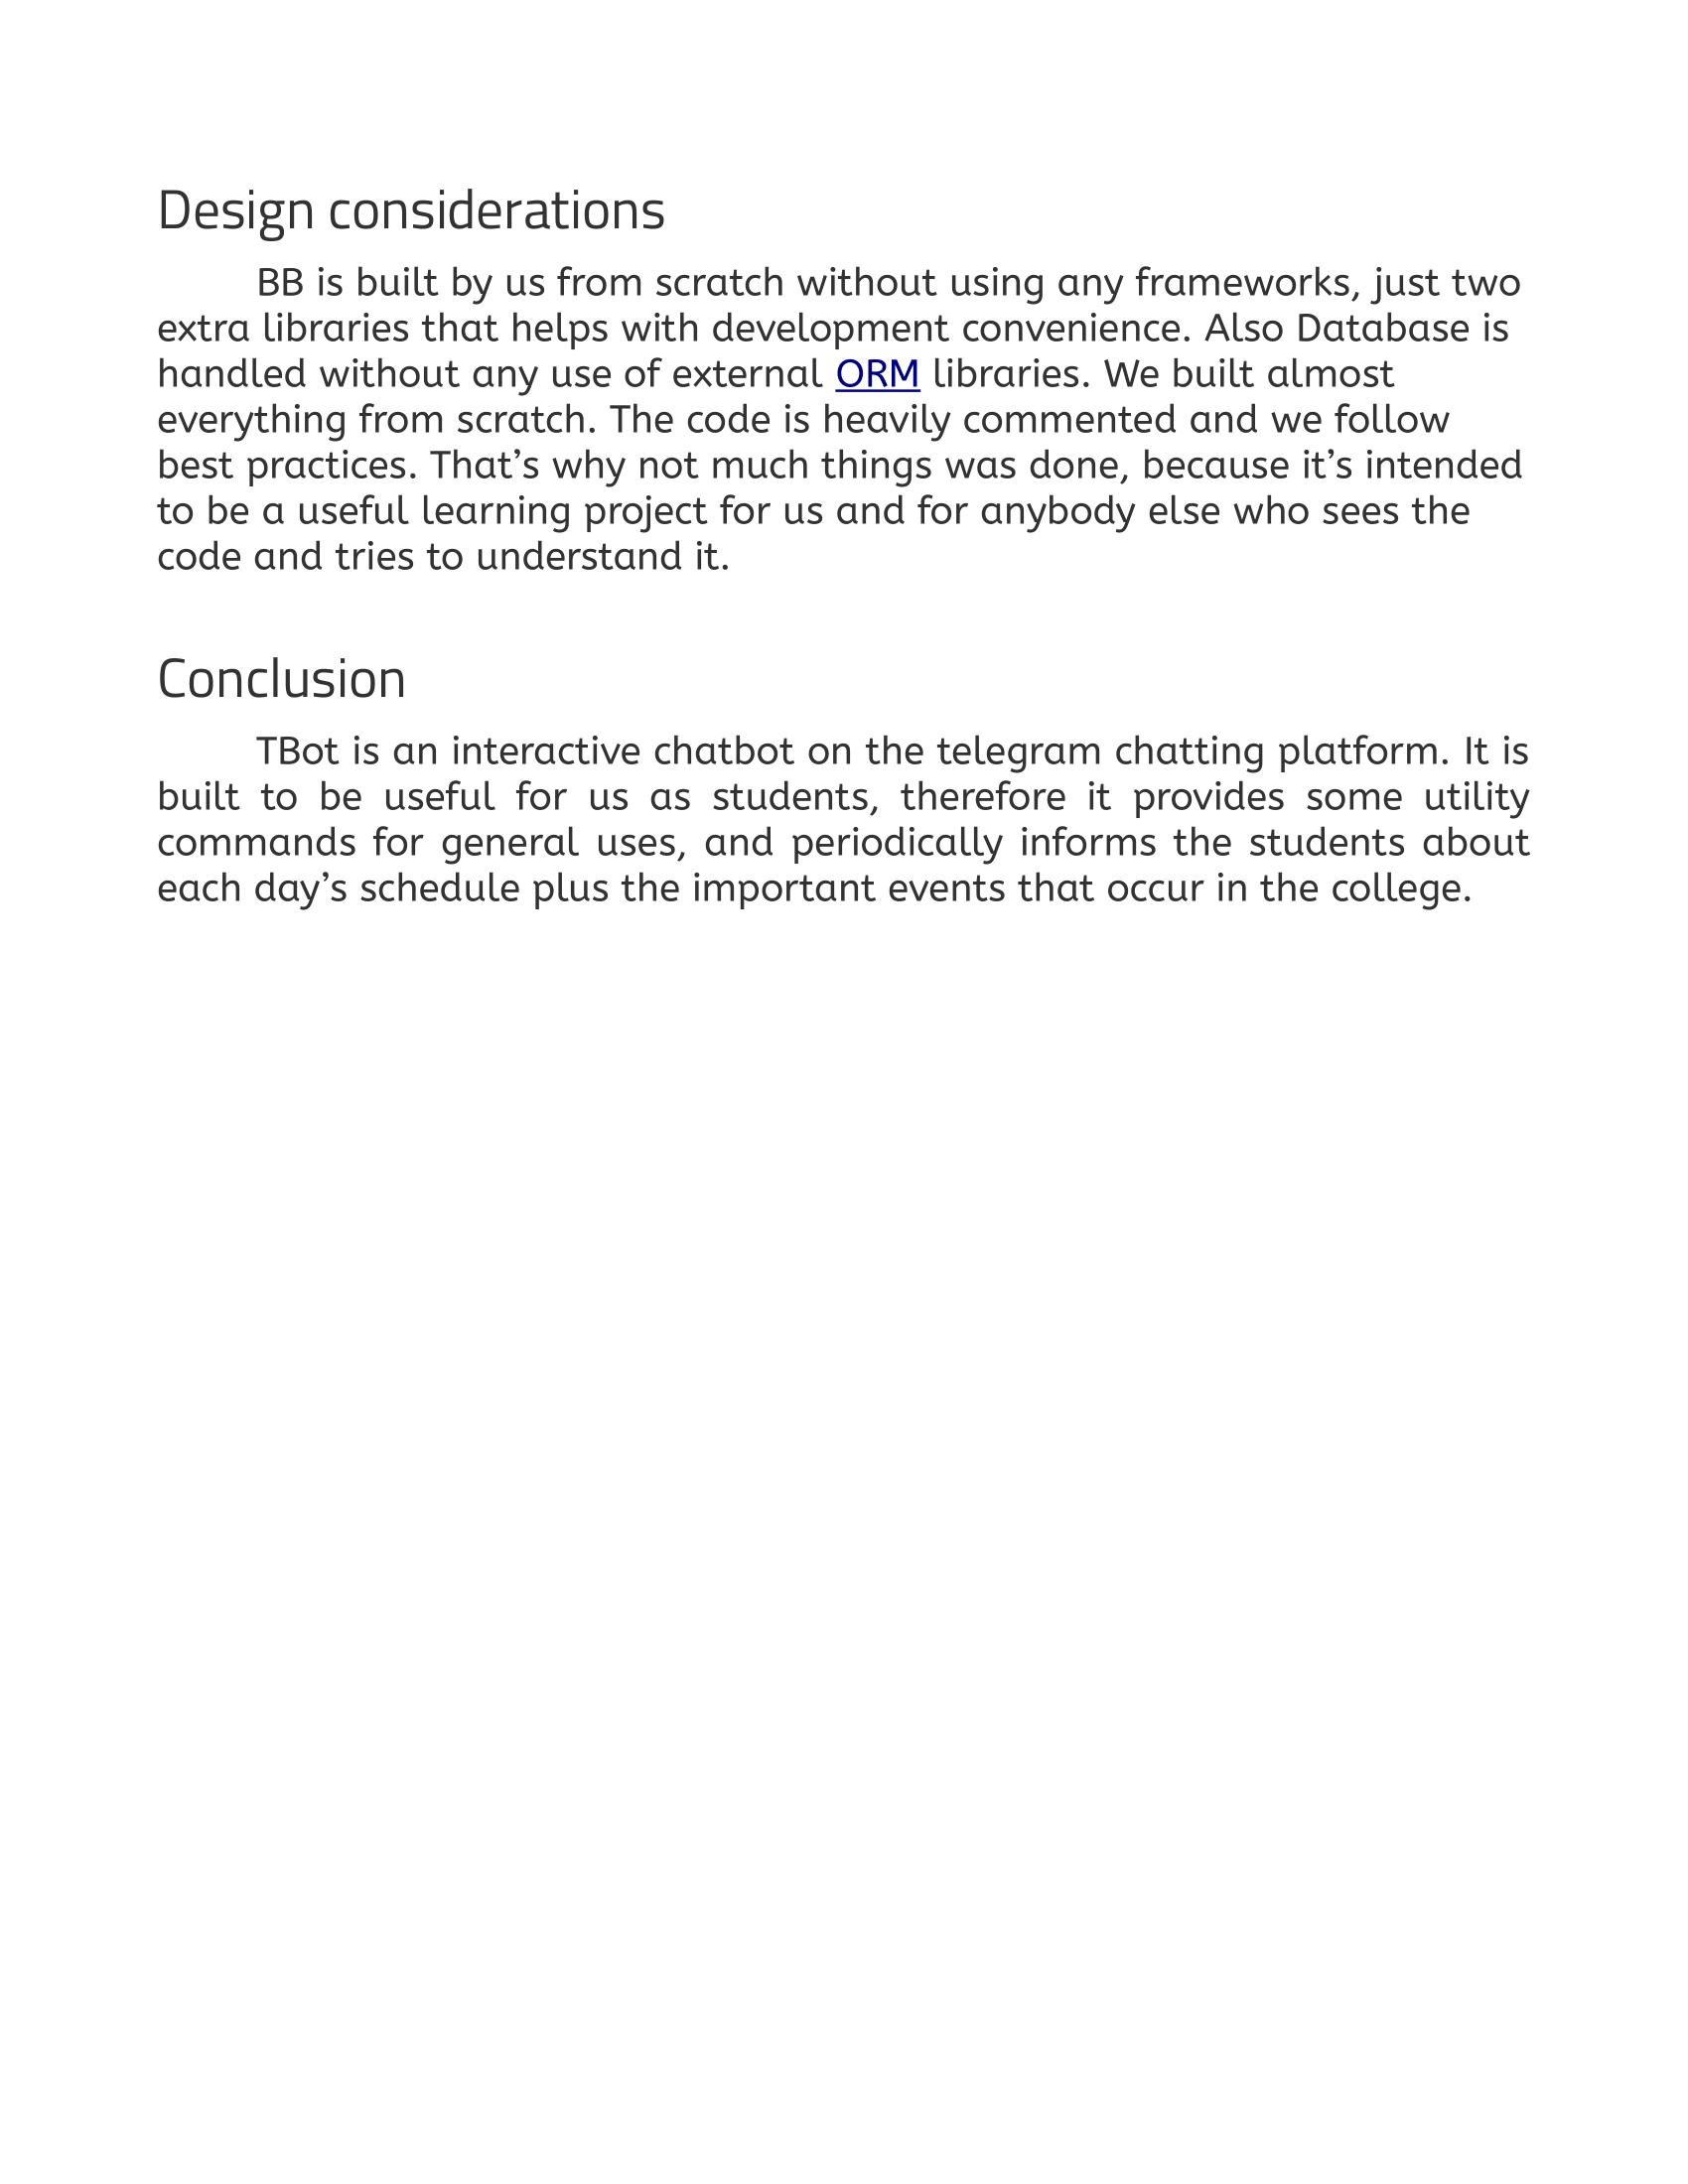 Design considerations
BB is built by us from scratch without using any frameworks, just two
extra libraries that helps with development convenience. Also Database is
handled without any use of external ORM libraries. We built almost
everything from scratch. The code is heavily commented and we follow
best practices. That’s why not much things was done, because it’s intended
to be a useful learning project for us and for anybody else who sees the
code and tries to understand it.
Conclusion
TBot is an interactive chatbot on the telegram chatting platform. It is
built to be useful for us as students, therefore it provides some utility
commands for general uses, and periodically informs the students about
each day’s schedule plus the important events that occur in the college.